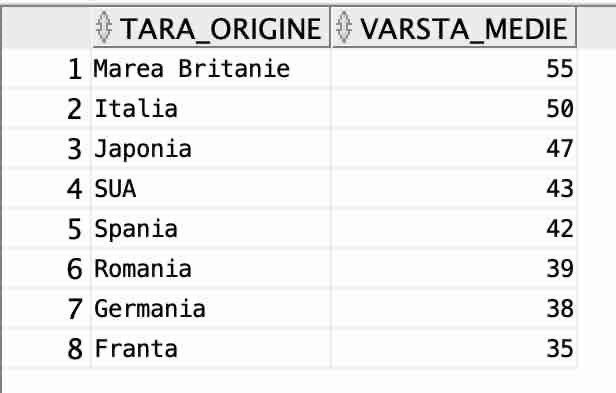 TARA_ORIGINE VARSTA_MEDIE
1 Marea Britanie 55
2 Italia 50
3 Japonia 47
4 SUA 43
5 Spania 42
6 Romania 39
7 Germania 38
8 Franta 35